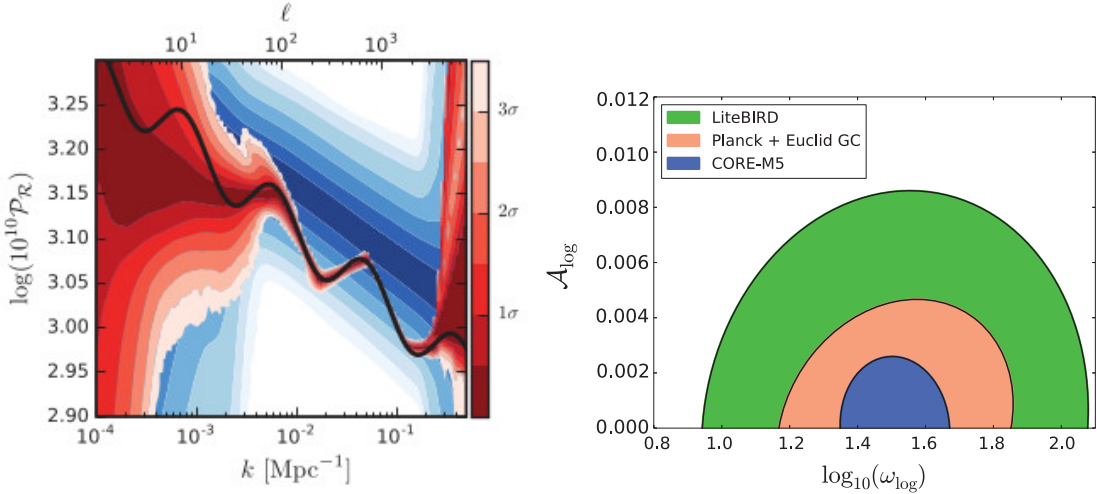 ℓ
10¹ 10² 10³
3.25
3.20
3.15
3.10
3.05
3.00
2.95
2.90
log(10¹⁰𝒫_ℛ)
10⁻⁴ 10⁻³ 10⁻² 10⁻¹
k [Mpc⁻¹]
3σ
2σ
1σ
0.012
0.010
0.008
0.006
0.004
0.002
0.000
𝒜_log
LiteBIRD
Planck + Euclid GC
CORE-M5
0.8 1.0 1.2 1.4 1.6 1.8 2.0
log₁₀(ω_log)